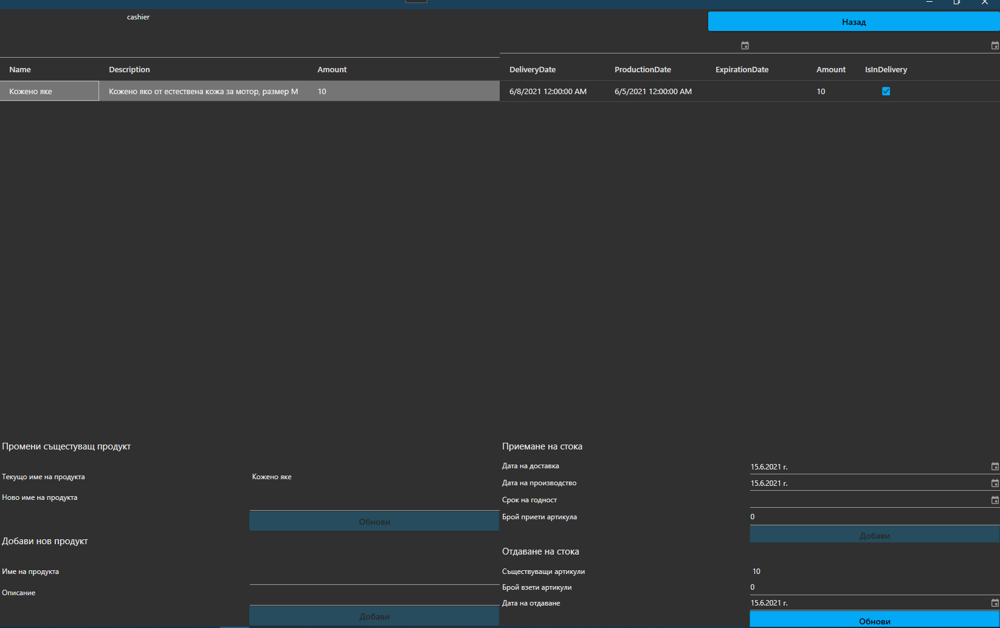 cashier
Назад
Name Description Amount
Кожено яке Кожено яко от естествена кожа за мотор, размер М 10
DeliveryDate ProductionDate ExpirationDate Amount IsInDelivery
6/8/2021 12:00:00 AM 6/5/2021 12:00:00 AM 10
Промени същестуващ продукт
Текущо име на продукта Кожено яке
Ново име на продукта
Обнови
Добави нов продукт
Име на продукта
Описание
Добави
Приемане на стока
Дата на доставка 15.6.2021 г.
Дата на производство 15.6.2021 г.
Срок на годност
Брой приети артикула 0
Добави
Отдаване на стока
Съществуващи артикули 10
Брой взети артикули 0
Дата на отдаване 15.6.2021 г.
Обнови